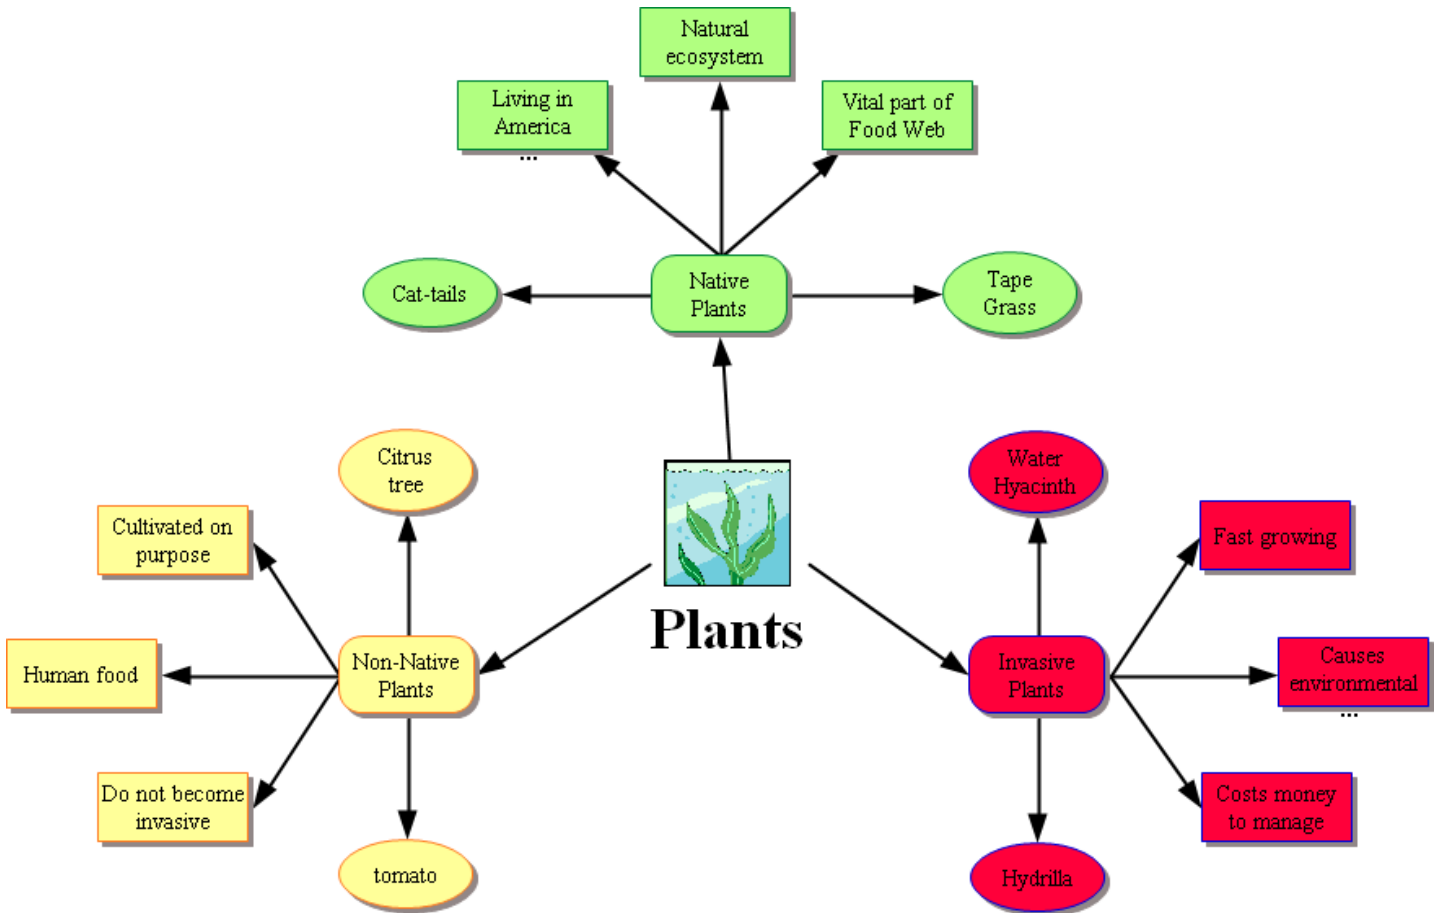 Natural
ecosystem
Living in
America
...
Vital part of
Food Web
Cat-tails
Native
Plants
Tape
Grass
Citrus
tree
Water
Hyacinth
Cultivated on
purpose
Fast growing
Plants
Human food
Non-Native
Plants
Invasive
Plants
Causes
environmental
...
Do not become
invasive
Costs money
to manage
tomato
Hydrilla